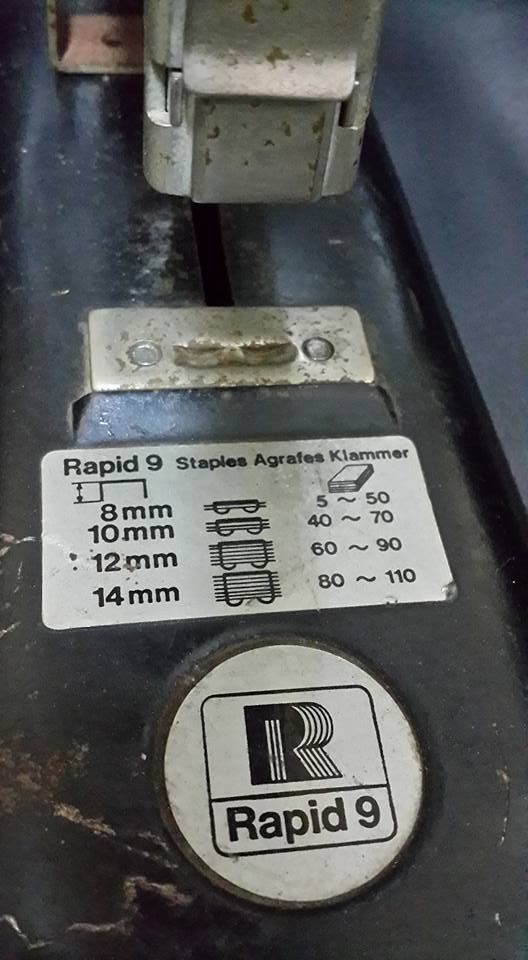 Rapid 9 Staples Agrafes Klammer
8mm 5 ~ 50
10mm 40 ~ 70
12mm 60 ~ 90
14mm 80 ~ 110
R
Rapid 9